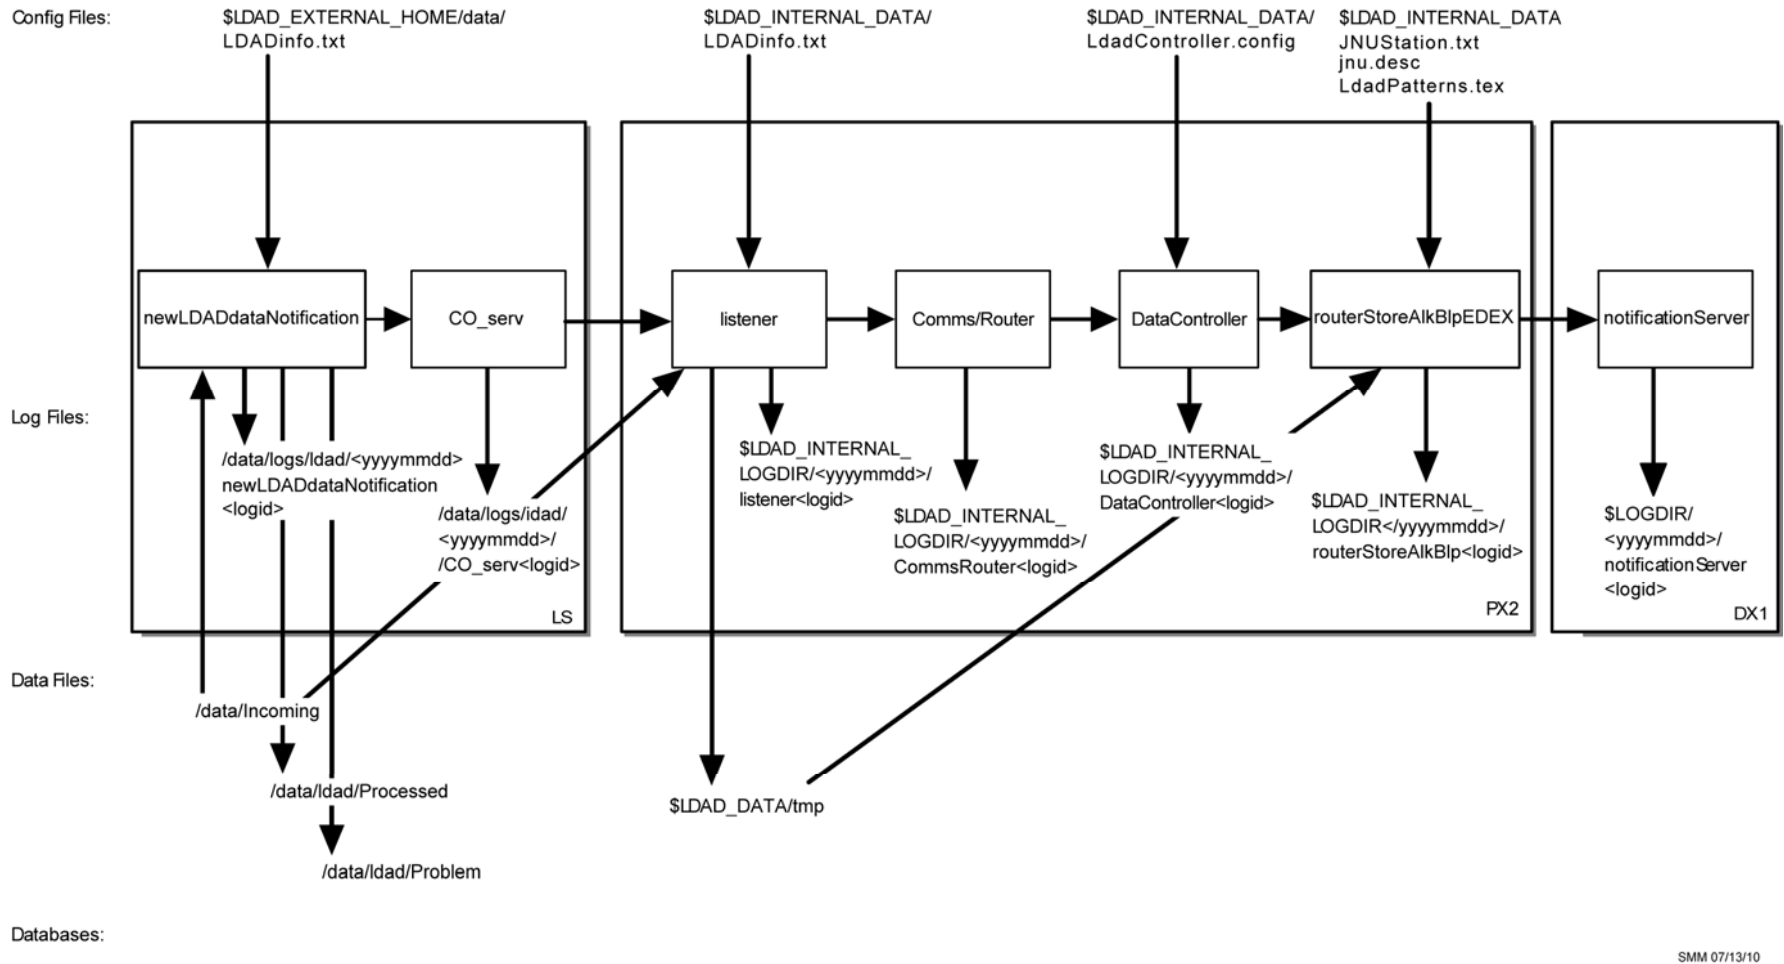 Config Files:
$LDAD_EXTERNAL_HOME/data/
LDADinfo.txt
$LDAD_INTERNAL_DATA/
LDADinfo.txt
$LDAD_INTERNAL_DATA/
LdadController.config
$LDAD_INTERNAL_DATA
JNUStation.txt
jnu.desc
LdadPatterns.tex
newLDADdataNotification
CO_serv
listener
Comms/Router
DataController
routerStoreAlkBlpEDEX
notificationServer
Log Files:
/data/logs/ldad/<yyyymmdd>
newLDADdataNotification
<logid>
/data/logs/idad/
<yyyymmdd>/
/CO_serv<logid>
$LDAD_INTERNAL_
LOGDIR/<yyyymmdd>/
listener<logid>
$LDAD_INTERNAL_
LOGDIR/<yyyymmdd>/
CommsRouter<logid>
$LDAD_INTERNAL_
LOGDIR/<yyyymmdd>/
DataController<logid>
$LDAD_INTERNAL_
LOGDIR</yyyymmdd>/
routerStoreAlkBlp<logid>
$LOGDIR/
<yyyymmdd>/
notificationServer
<logid>
LS
PX2
DX1
Data Files:
/data/Incoming
/data/ldad/Processed
$LDAD_DATA/tmp
/data/ldad/Problem
Databases:
SMM 07/13/10